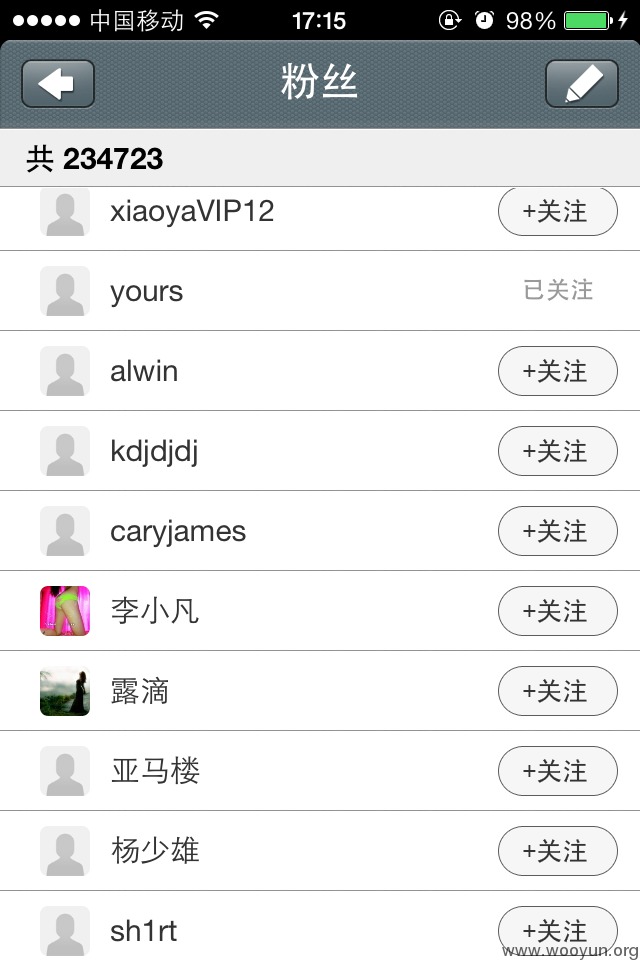 中国移动 17:15 98%
粉丝
共 234723
xiaoyaVIP12 +关注
yours 已关注
alwin +关注
kdjdjdj +关注
caryjames +关注
李小凡 +关注
露滴 +关注
亚马楼 +关注
杨少雄 +关注
sh1rt +关注
www.wooyun.org